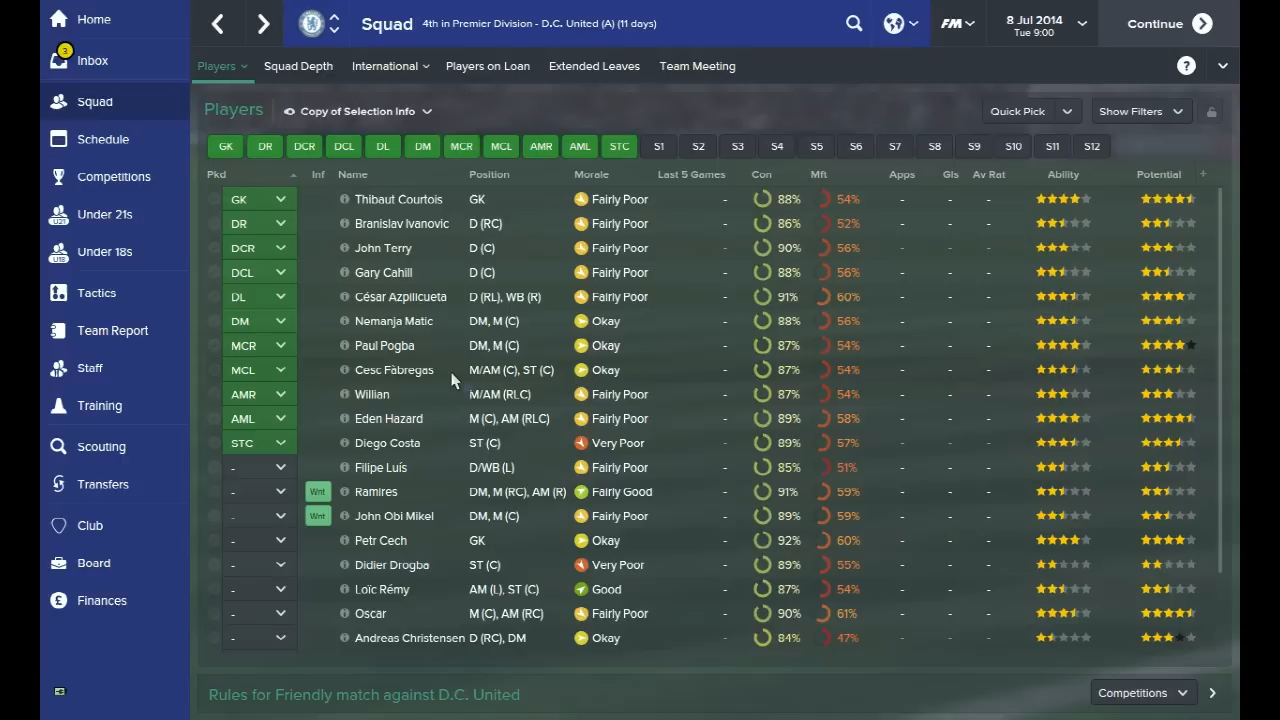 Home
Squad 4th in Premier Division - D.C. United (A) (11 days) FM 8 Jul 2014 Tue 9:00 Continue
3
Inbox
Players Squad Depth International Players on Loan Extended Leaves Team Meeting ?
Squad
Schedule
Competitions
U21 Under 21s
U18 Under 18s
Tactics
Team Report
Staff
Training
Scouting
Transfers
Club
Board
£ Finances
Players Copy of Selection Info Quick Pick Show Filters
GK DR DCR DCL DL DM MCR MCL AMR AML STC S1 S2 S3 S4 S5 S6 S7 S8 S9 S10 S11 S12
Pkd Inf Name Position Morale Last 5 Games Con Mft Apps Gls Av Rat Ability Potential +
GK Thibaut Courtois GK Fairly Poor - 88% 54% - - -
DR Branislav Ivanovic D (RC) Fairly Poor - 86% 52% - - -
DCR John Terry D (C) Fairly Poor - 90% 56% - - -
DCL Gary Cahill D (C) Fairly Poor - 88% 56% - - -
DL César Azpilicueta D (RL), WB (R) Fairly Poor - 91% 60% - - -
DM Nemanja Matic DM, M (C) Okay - 88% 56% - - -
MCR Paul Pogba DM, M (C) Okay - 87% 54% - - -
MCL Cesc Fàbregas M/AM (C), ST (C) Okay - 87% 54% - - -
AMR Willian M/AM (RLC) Fairly Poor - 87% 54% - - -
AML Eden Hazard M (C), AM (RLC) Fairly Poor - 89% 58% - - -
STC Diego Costa ST (C) Very Poor - 89% 57% - - -
- Filipe Luís D/WB (L) Fairly Poor - 85% 51% - - -
- Wnt Ramires DM, M (RC), AM (R) Fairly Good - 91% 59% - - -
- Wnt John Obi Mikel DM, M (C) Fairly Poor - 89% 59% - - -
- Petr Cech GK Okay - 92% 60% - - -
- Didier Drogba ST (C) Very Poor - 89% 55% - - -
- Loïc Rémy AM (L), ST (C) Good - 87% 54% - - -
- Oscar M (C), AM (RC) Fairly Poor - 90% 61% - - -
- Andreas Christensen D (RC), DM Okay - 84% 47% - - -
Rules for Friendly match against D.C. United Competitions